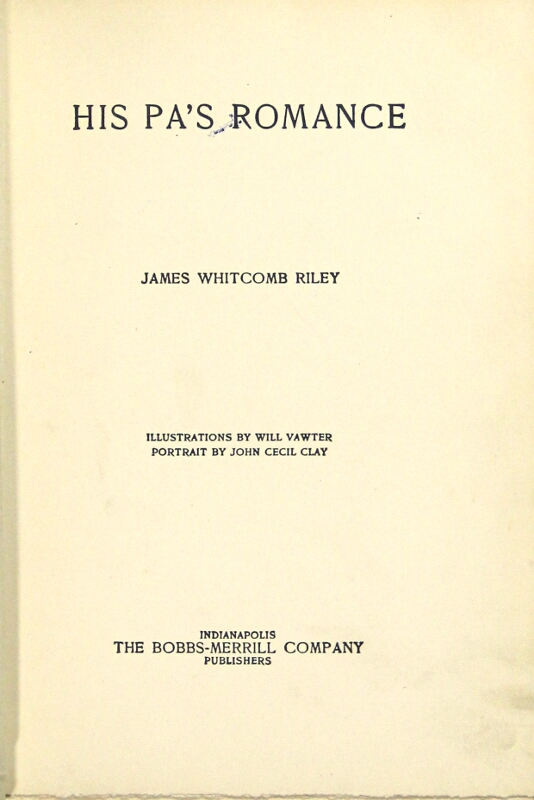 HIS PA'S ROMANCE
JAMES WHITCOMB RILEY
ILLUSTRATIONS BY WILL VAWTER
PORTRAIT BY JOHN CECIL CLAY
INDIANAPOLIS
THE BOBBS-MERRILL COMPANY
PUBLISHERS